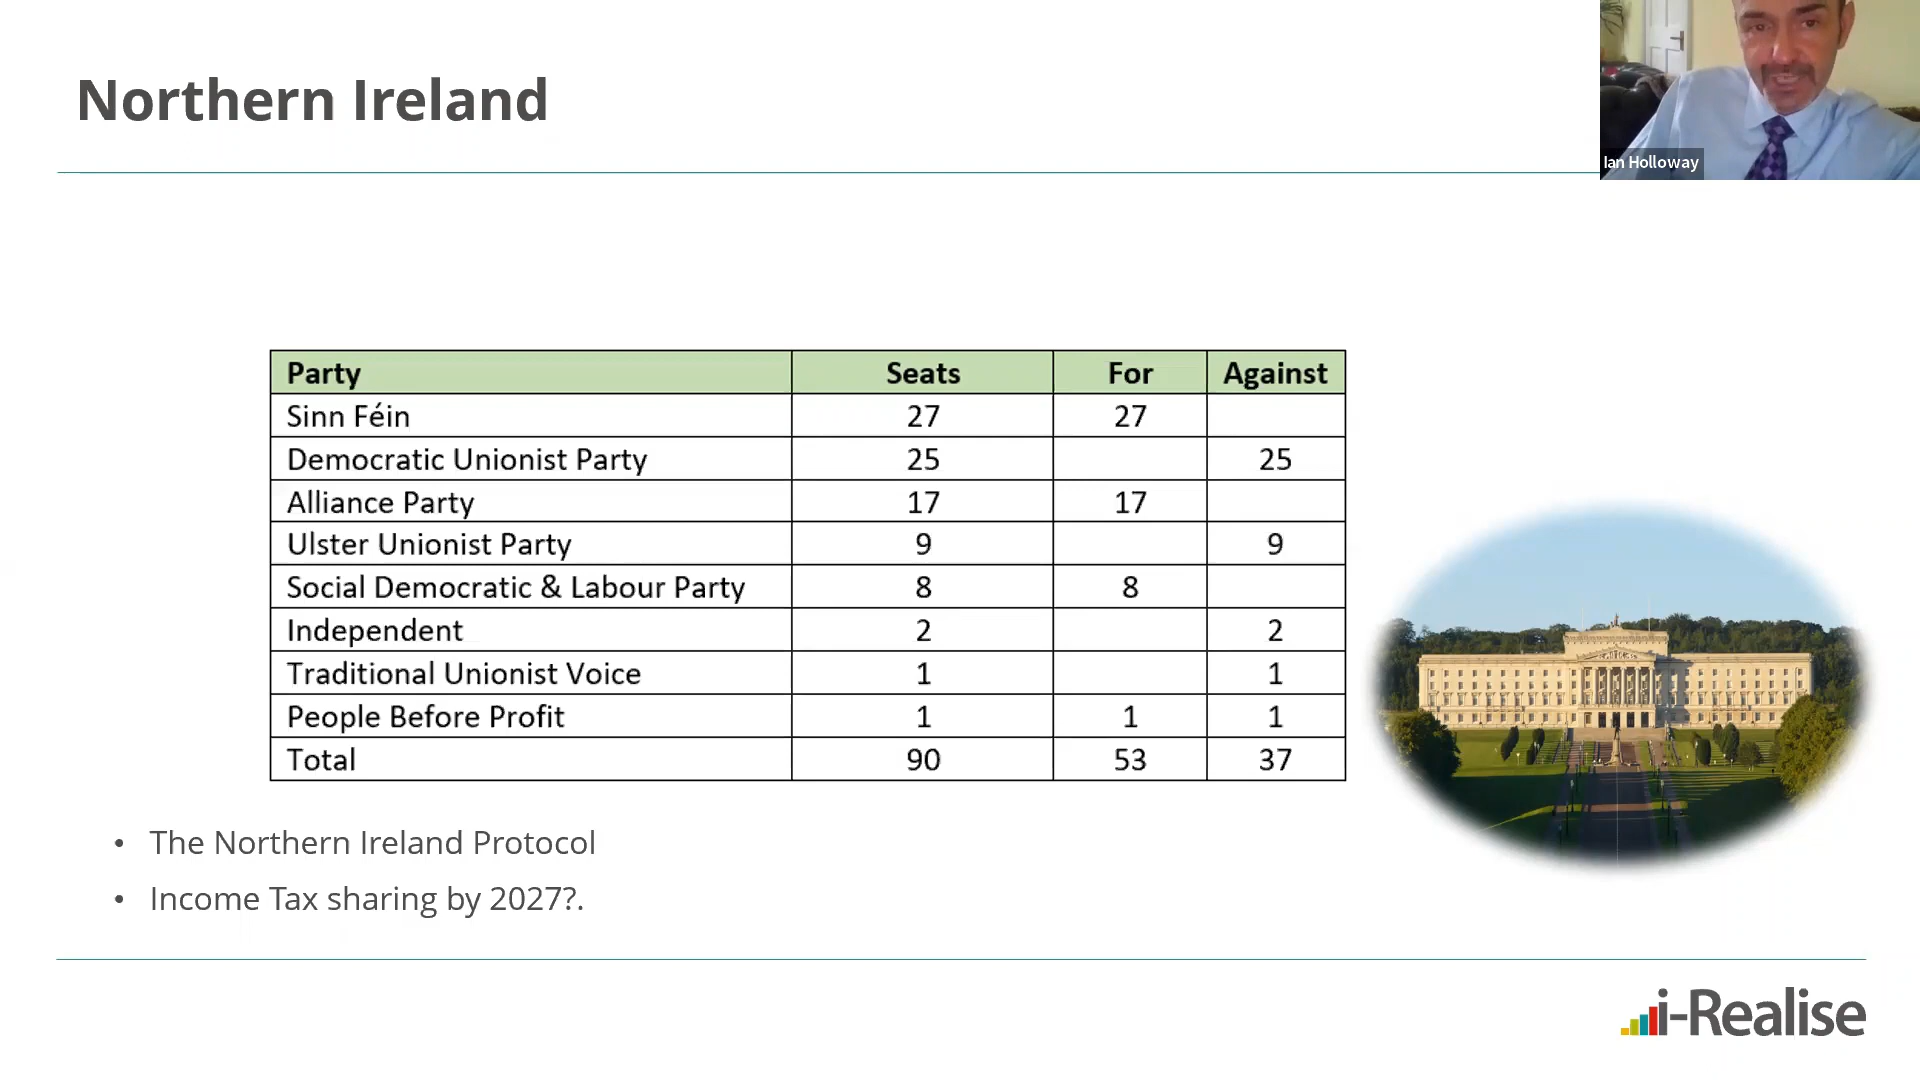 Northern Ireland
Ian Holloway
Party Seats For Against
Sinn Féin 27 27
Democratic Unionist Party 25 25
Alliance Party 17 17
Ulster Unionist Party 9 9
Social Democratic & Labour Party 8 8
Independent 2 2
Traditional Unionist Voice 1 1
People Before Profit 1 1 1
Total 90 53 37
• The Northern Ireland Protocol
• Income Tax sharing by 2027?.
i-Realise